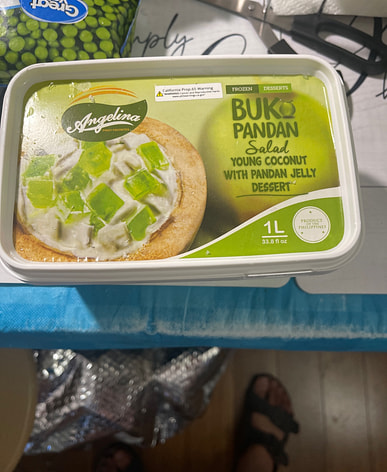 Great
Angelina
California Prop 65 Warning
WARNING
FROZEN DESSERTS
BUKO
PANDAN
Salad
YOUNG COCONUT
WITH PANDAN JELLY
DESSERT
1L
33.8 fl oz
PRODUCT
OF THE
PHILIPPINES